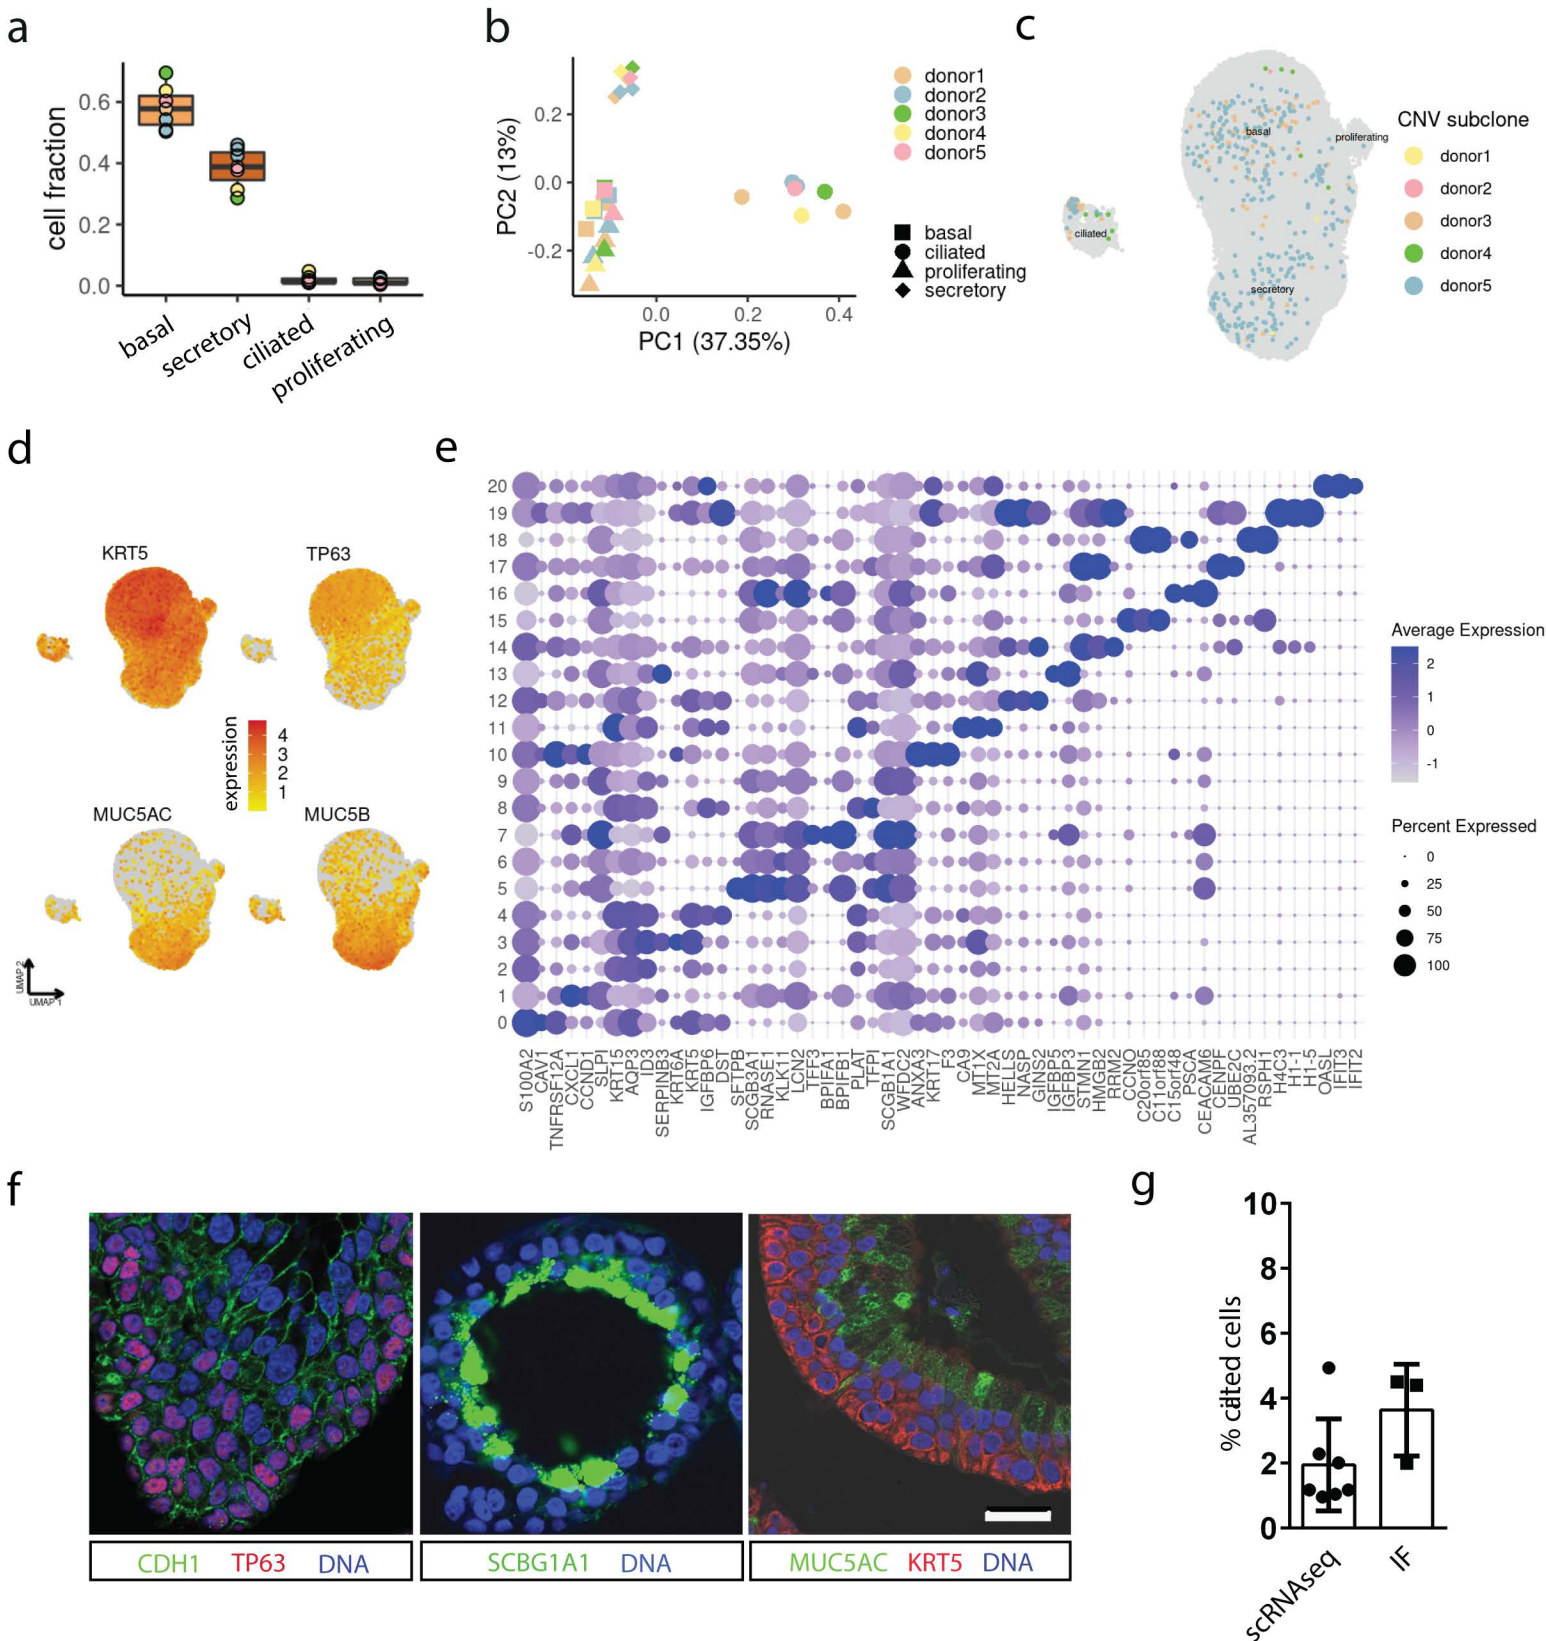 a
cell fraction
0.6
0.4
0.2
0.0
basal
secretory
ciliated
proliferating
b
PC2 (13%)
0.2
0.0
-0.2
0.0
0.2
0.4
PC1 (37.35%)
donor1
donor2
donor3
donor4
donor5
basal
ciliated
proliferating
secretory
c
basal
proliferating
ciliated
secretory
CNV subclone
donor1
donor2
donor3
donor4
donor5
d
KRT5
TP63
expression
4
3
2
1
MUC5AC
MUC5B
UMAP 2
UMAP 1
e
20
19
18
17
16
15
14
13
12
11
10
9
8
7
6
5
4
3
2
1
0
S100A2
CAV1
TNFRSF12A
CXCL1
CCND1
SLPI
KRT15
AQP3
ID3
SERPINB3
KRT6A
KRT5
IGFBP6
DST
SFTPB
SCGB3A1
RNASE1
KLK11
LCN2
TFF3
BPIFA1
BPIFB1
PLAT
TFPI
SCGB1A1
WFDC2
ANXA3
KRT17
F3
CA9
MT1X
MT2A
HELLS
NASP
GINS2
IGFBP5
IGFBP3
STMN1
HMGB2
RRM2
CCNO
C20orf85
C11orf88
C15orf48
PSCA
CEACAM6
CENPF
UBE2C
AL357093.2
RSPH1
H4C3
H1-1
H1-5
OASL
IFIT3
IFIT2
Average Expression
2
1
0
-1
Percent Expressed
0
25
50
75
100
f
CDH1 TP63 DNA
SCBG1A1 DNA
MUC5AC KRT5 DNA
g
10
8
6
4
2
0
scRNAseq
IF